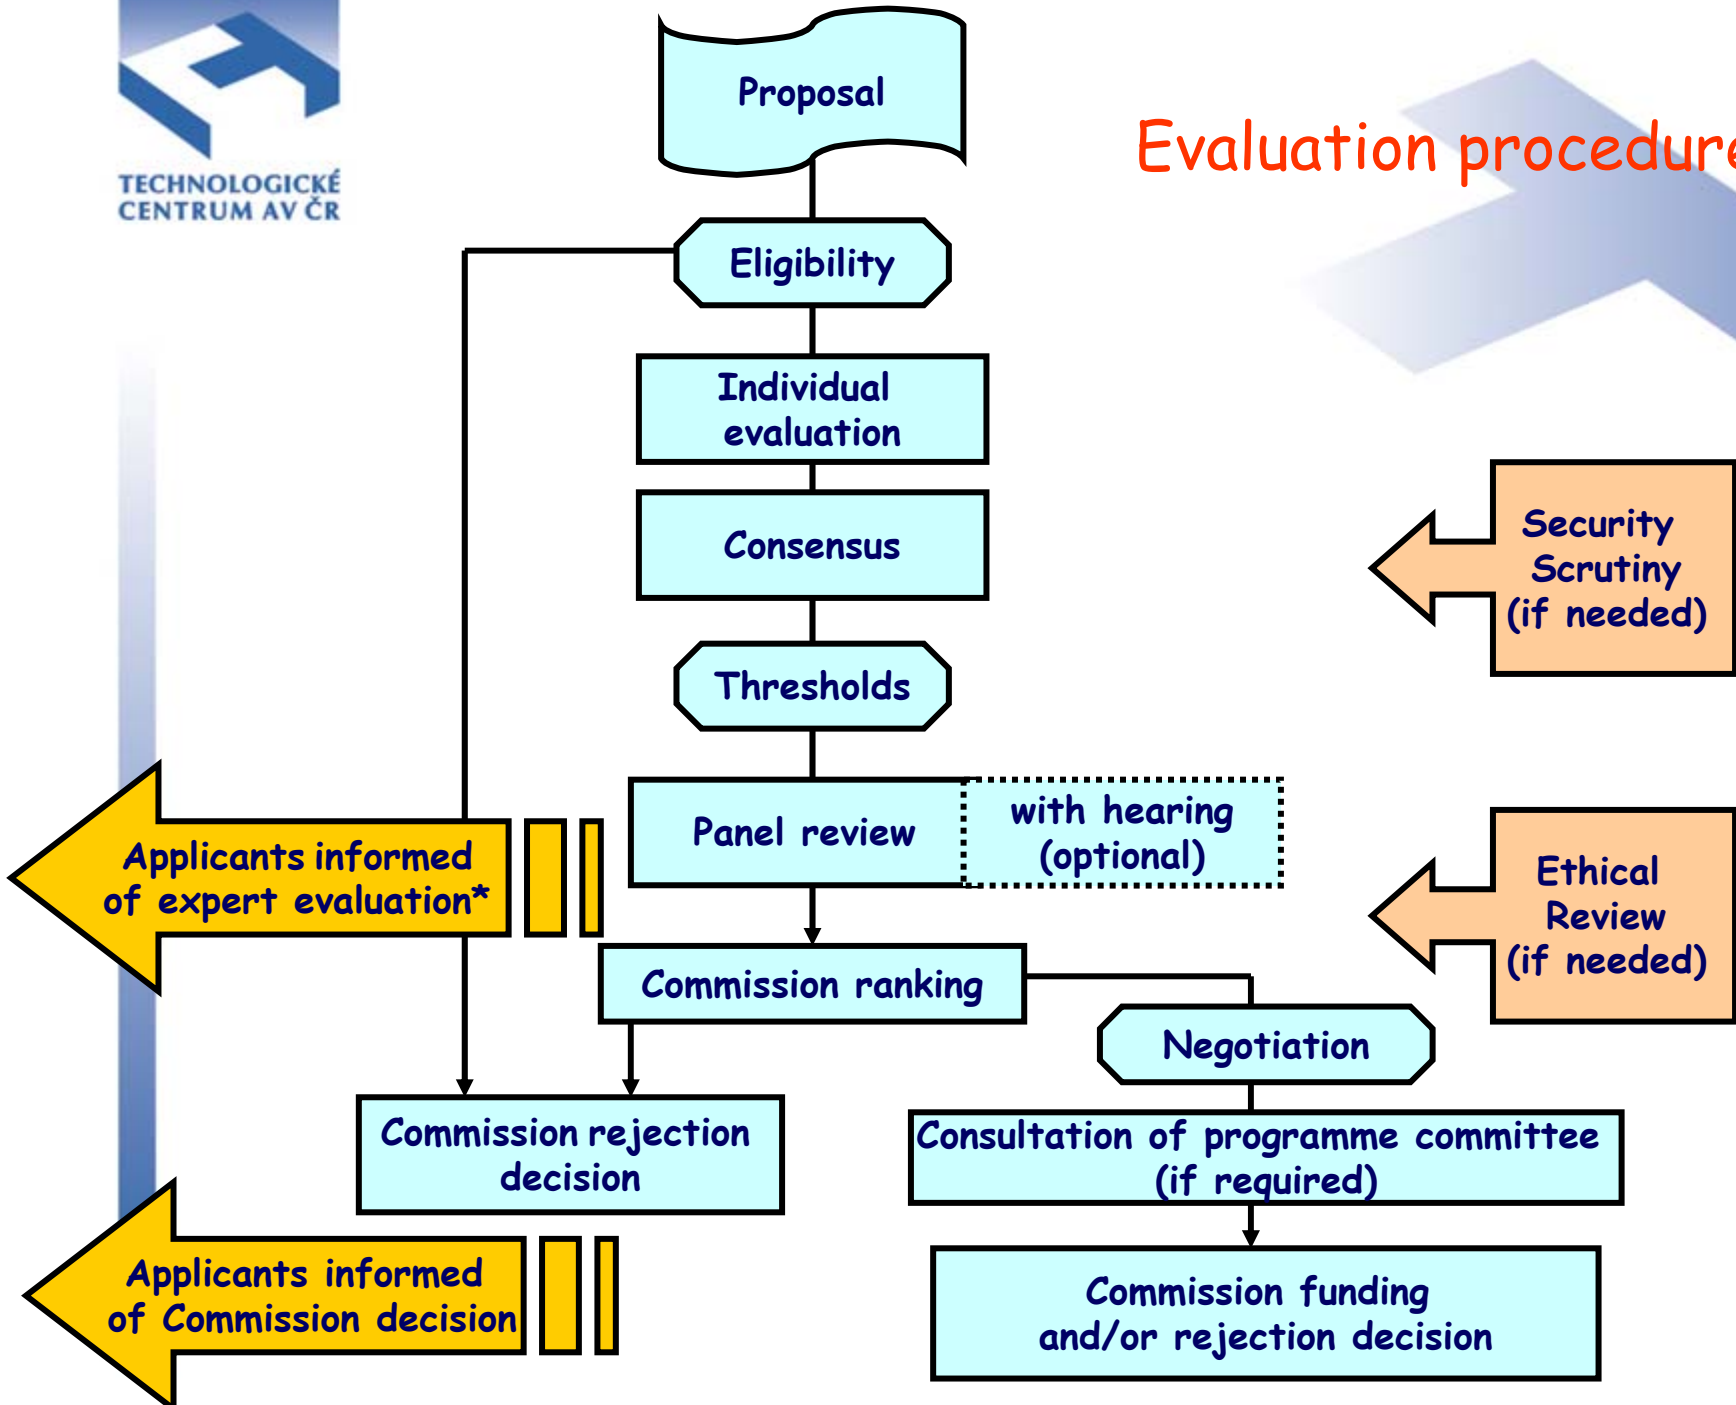 TECHNOLOGICKÉ
CENTRUM AV ČR
Proposal
Evaluation procedure
Eligibility
Individual
evaluation
Consensus
Security
Scrutiny
(if needed)
Thresholds
Panel review
with hearing
(optional)
Applicants informed
of expert evaluation*
Ethical
Review
(if needed)
Commission ranking
Negotiation
Commission rejection
decision
Consultation of programme committee
(if required)
Applicants informed
of Commission decision
Commission funding
and/or rejection decision